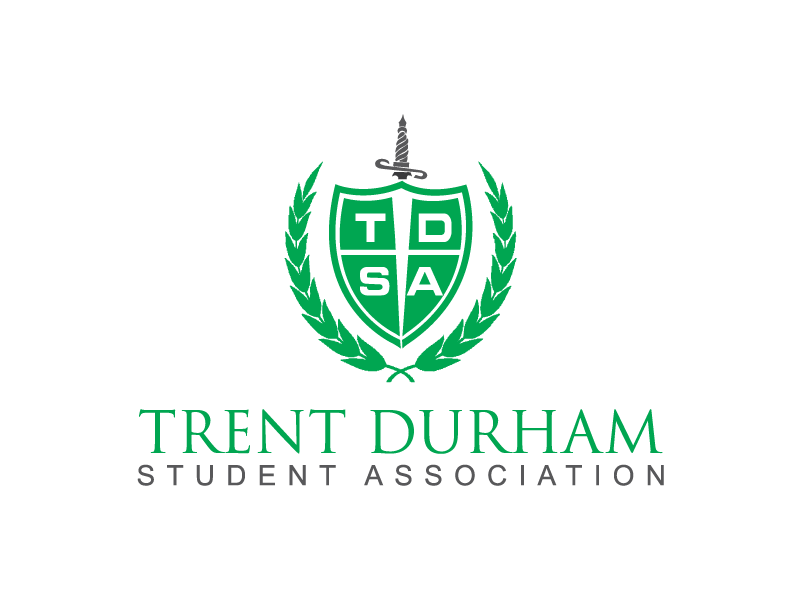 T D
S A
TRENT DURHAM
STUDENT ASSOCIATION